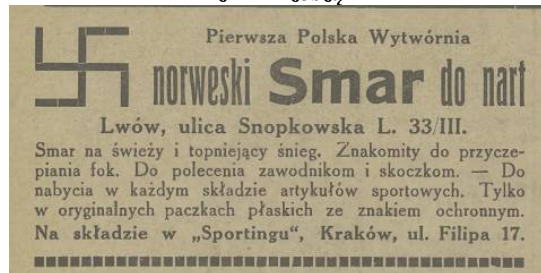 Pierwsza Polska Wytwórnia
norweski Smar do nart
Lwów, ulica Snopkowska L. 33/III.
Smar na świeży i topniejący śnieg. Znakomity do przycze-
piania fok. Do polecenia zawodnikom i skoczkom. — Do
nabycia w każdym składzie artykułów sportowych. Tylko
w oryginalnych paczkach płaskich ze znakiem ochronnym.
Na składzie w „Sportingu", Kraków, ul. Filipa 17.